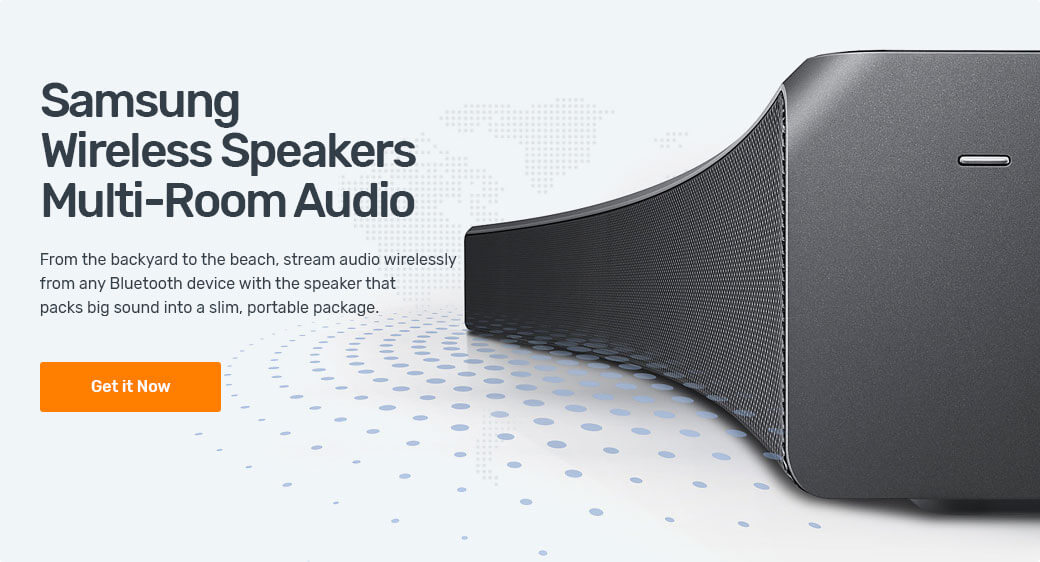 Samsung
Wireless Speakers
Multi-Room Audio
From the backyard to the beach, stream audio wirelessly
from any Bluetooth device with the speaker that
packs big sound into a slim, portable package.
Get it Now